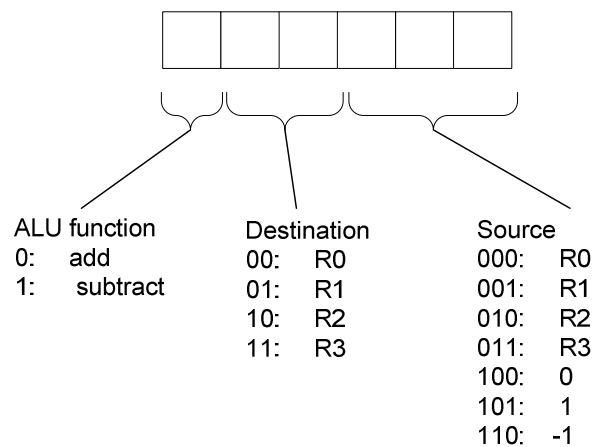 ALU function
0: add
1: subtract
Destination
00: R0
01: R1
10: R2
11: R3
Source
000: R0
001: R1
010: R2
011: R3
100: 0
101: 1
110: -1